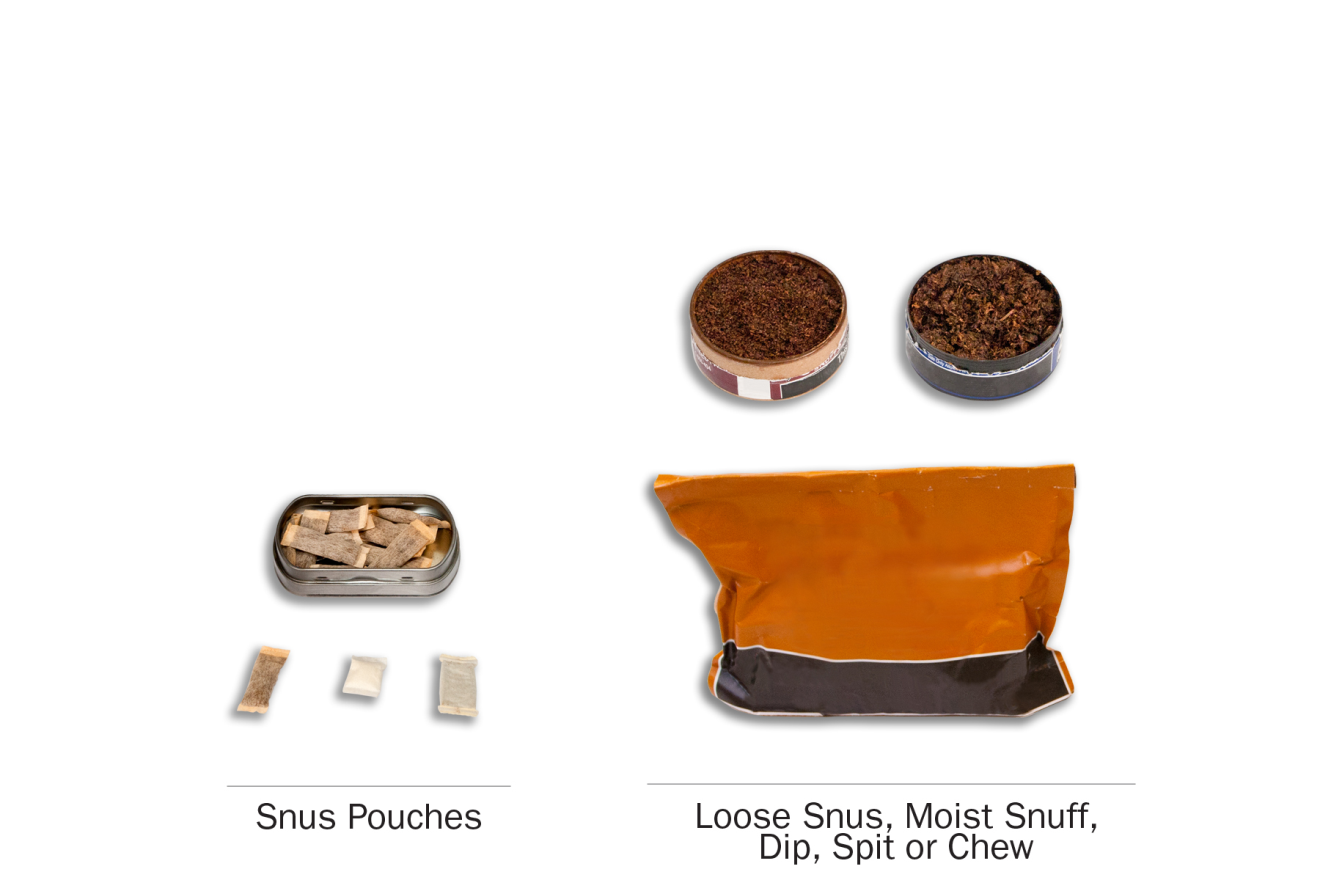 Snus Pouches
Loose Snus, Moist Snuff,
Dip, Spit or Chew